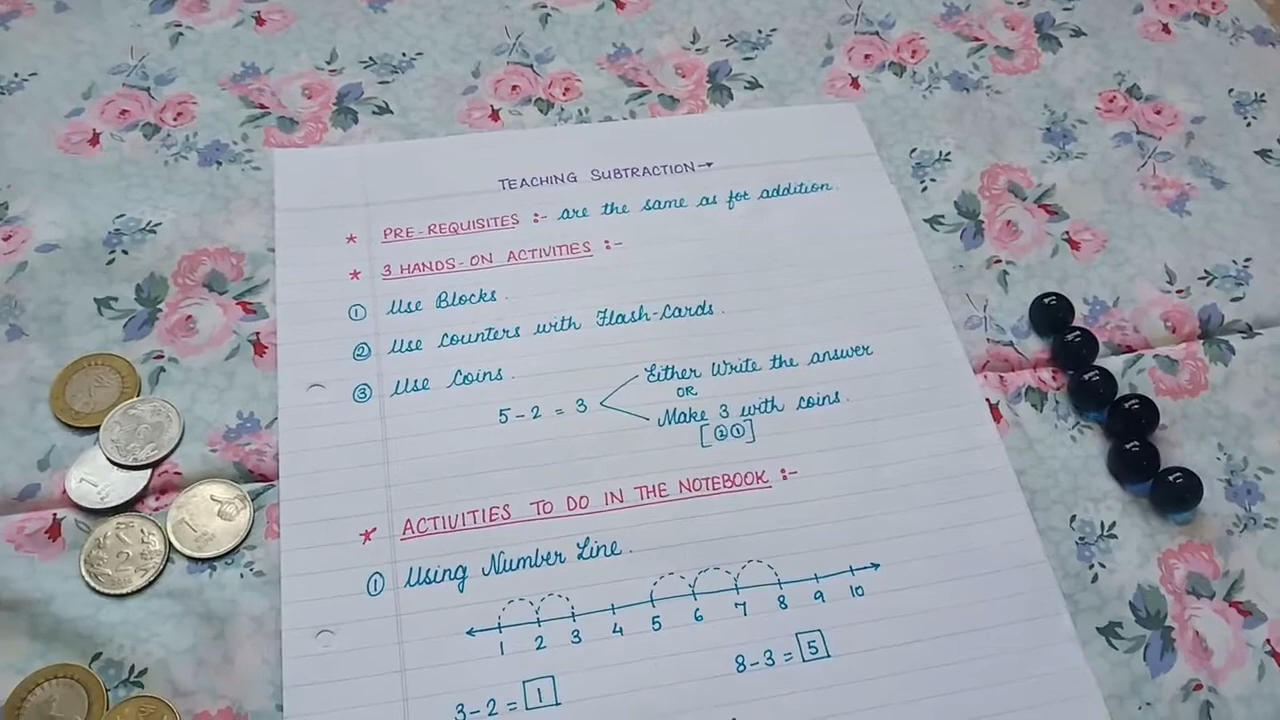 TEACHING SUBTRACTION →
* PRE-REQUISITES :- are the same as for addition.
* 3 HANDS-ON ACTIVITIES :-
① Use Blocks.
② Use Counters with Flash-Cards.
③ Use Coins.
5 - 2 = 3
Either Write the answer
OR
Make 3 with coins.
[②①]
* ACTIVITIES TO DO IN THE NOTEBOOK :-
① Using Number Line.
1 2 3 4 5 6 7 8 9 10
3 - 2 = 1
8 - 3 = 5
1
1
2